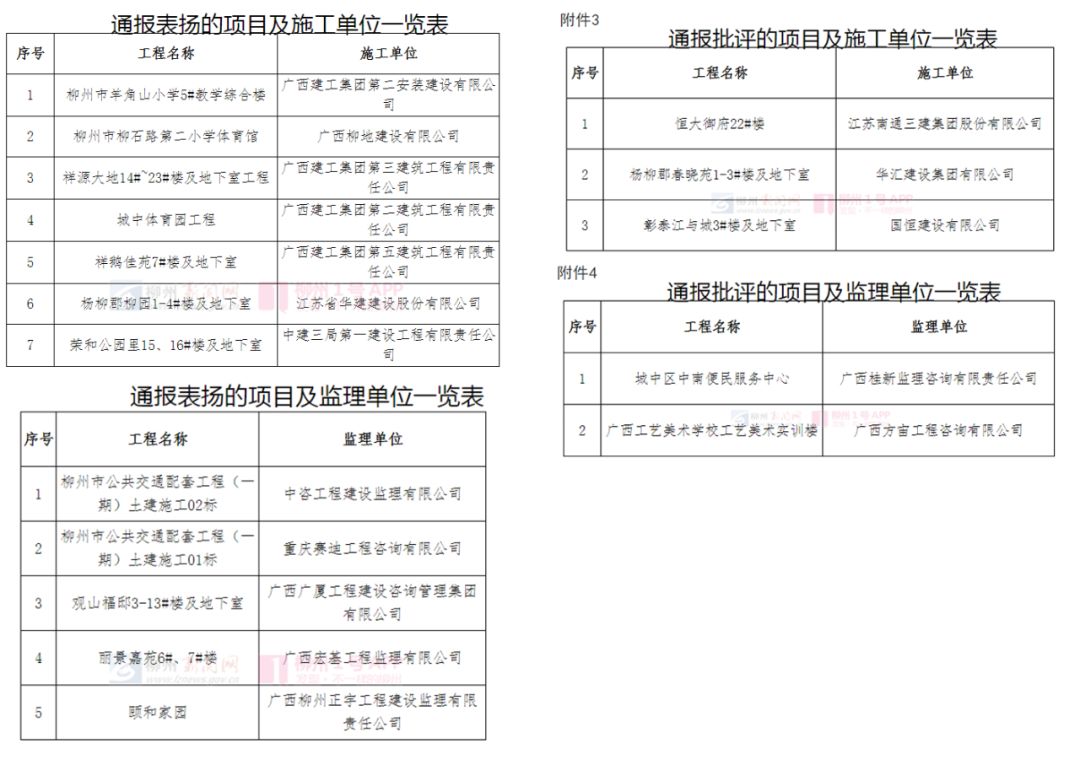 通报表扬的项目及施工单位一览表
序号 工程名称 施工单位
1 柳州市羊角山小学5#教学综合楼 广西建工集团第二安装建设有限公
司
2 柳州市柳石路第二小学体育馆 广西柳地建设有限公司
3 祥源大地14#~23#楼及地下室工程 广西建工集团第三建筑工程有限责
任公司
4 城中体育园工程 广西建工集团第二建筑工程有限责
任公司
5 祥鹅佳苑7#楼及地下室 广西建工集团第五建筑工程有限责
任公司
6 杨柳郡柳园1-4#楼及地下室 江苏省华建建设股份有限公司
7 荣和公园里15、16#楼及地下室 中建三局第一建设工程有限责任公
司
通报表扬的项目及监理单位一览表
序号 工程名称 监理单位
1 柳州市公共交通配套工程（一
期）土建施工02标 中咨工程建设监理有限公司
2 柳州市公共交通配套工程（一
期）土建施工01标 重庆赛迪工程咨询有限公司
3 观山福邸3-13#楼及地下室 广西广厦工程建设咨询管理集团
有限公司
4 丽景嘉苑6#、7#楼 广西宏基工程监理有限公司
5 颐和家园 广西柳州正宇工程建设监理有限
责任公司
附件3
通报批评的项目及施工单位一览表
序号 工程名称 施工单位
1 恒大御府22#楼 江苏南通三建集团股份有限公司
2 杨柳郡春晓苑1-3#楼及地下室 华汇建设集团有限公司
3 彰泰江与城3#楼及地下室 国恒建设有限公司
附件4
通报批评的项目及监理单位一览表
序号 工程名称 监理单位
1 城中区中南便民服务中心 广西桂新监理咨询有限责任公司
2 广西工艺美术学校工艺美术实训楼 广西方宙工程咨询有限公司
柳州1号APP